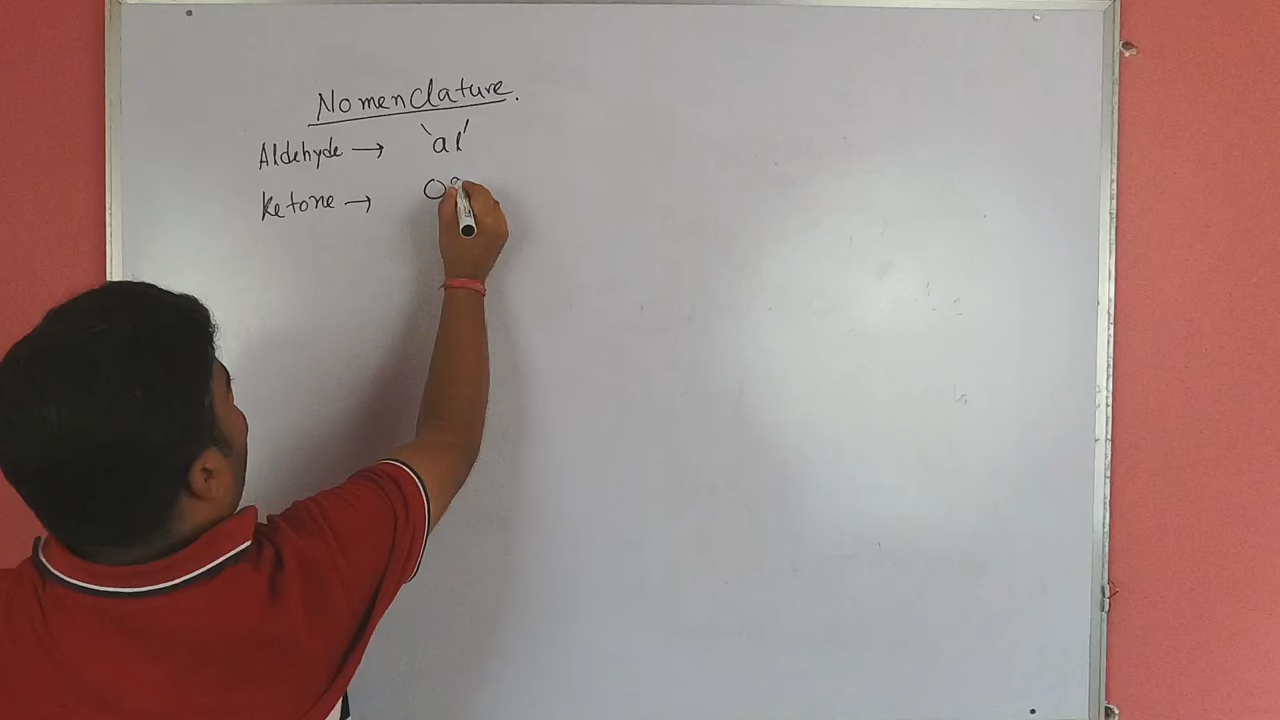 Nomenclature.
Aldehyde → 'al'
Ketone → O